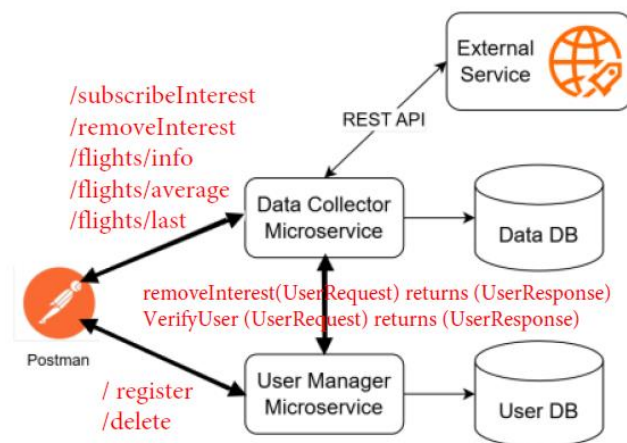 External
Service
/subscribeInterest
/removeInterest
/flights/info
/flights/average
/flights/last
REST API
Data Collector
Microservice
Data DB
removeInterest(UserRequest) returns (UserResponse)
VerifyUser (UserRequest) returns (UserResponse)
Postman
/ register
/delete
User Manager
Microservice
User DB